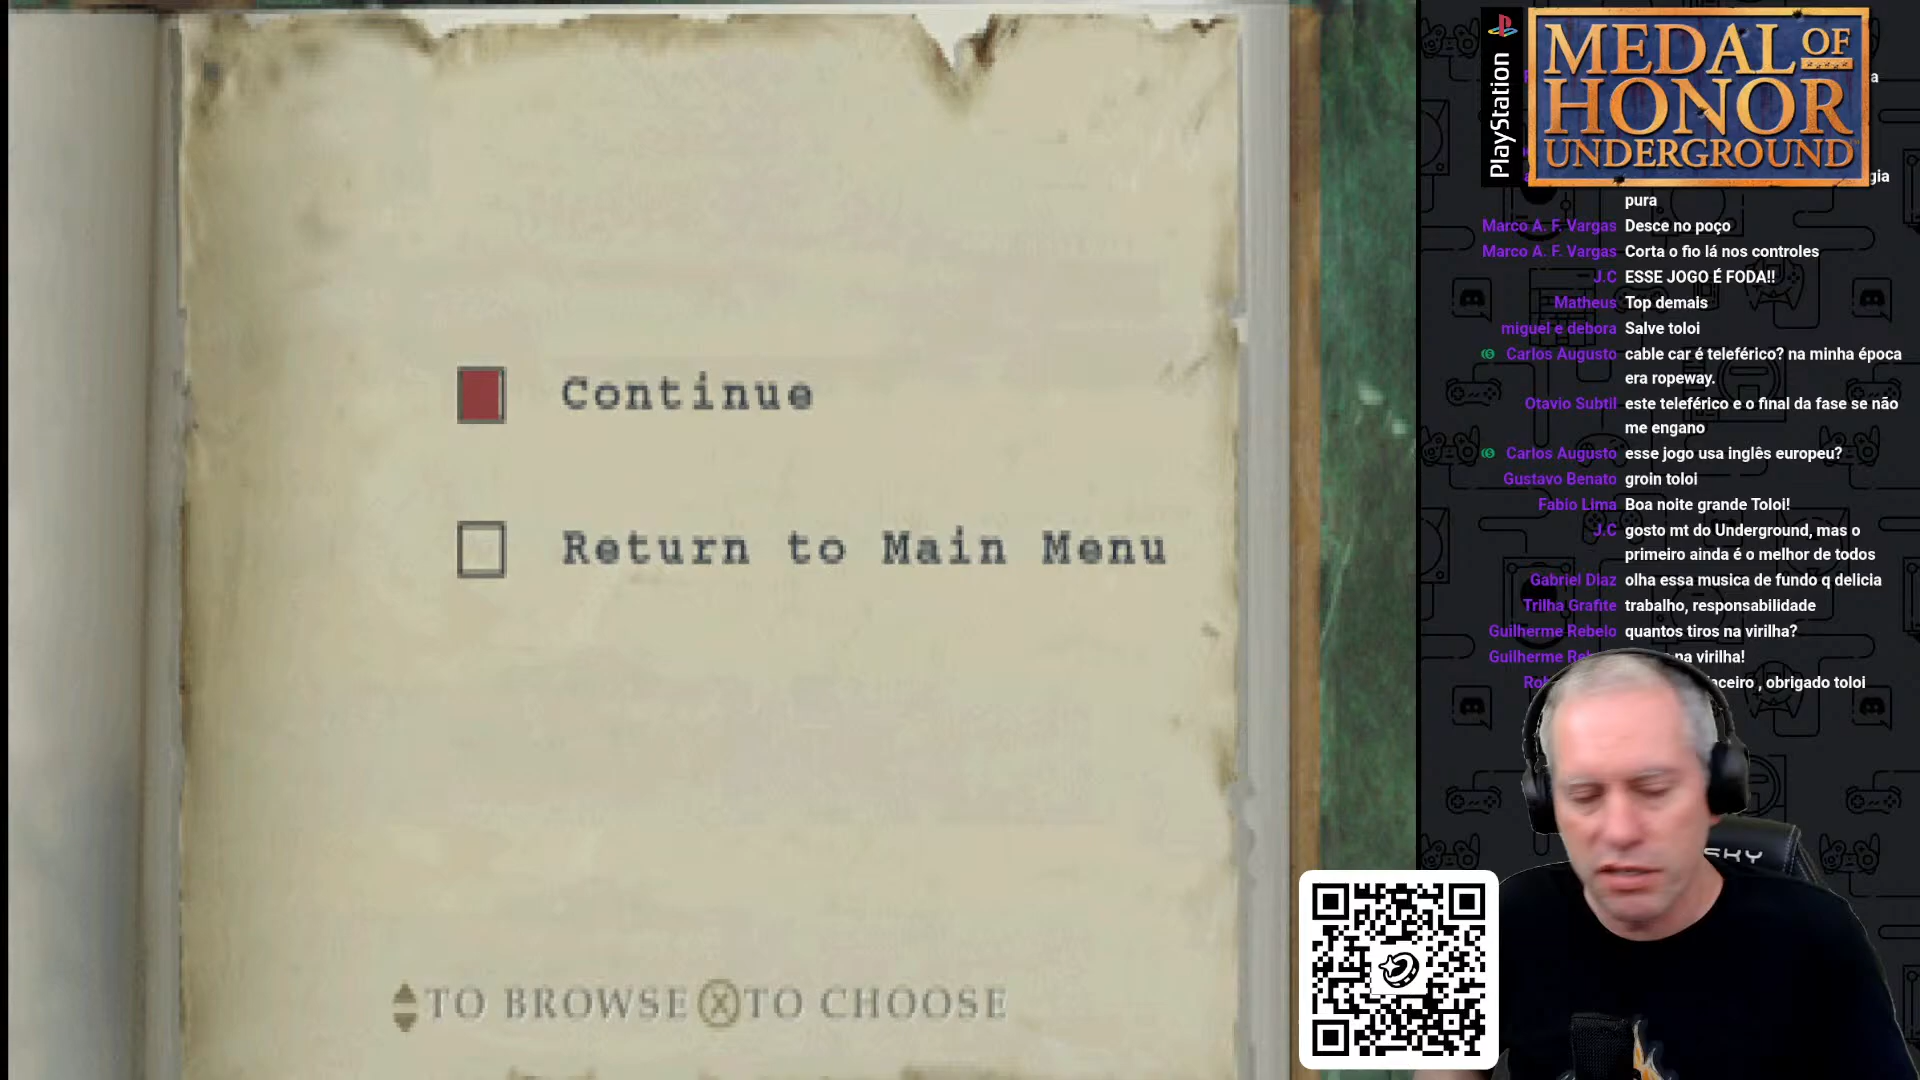 Continue
Return to Main Menu
TO BROWSE X TO CHOOSE
PlayStation
MEDAL OF
HONOR
UNDERGROUND
pura
Marco A. F. Vargas Desce no poço
Marco A. F. Vargas Corta o fio lá nos controles
J.C ESSE JOGO É FODA!!
Matheus Top demais
miguel e debora Salve toloi
Carlos Augusto cable car é teleférico? na minha época
era ropeway.
Otavio Subtil este teleférico e o final da fase se não
me engano
Carlos Augusto esse jogo usa inglês europeu?
Gustavo Benato groin toloi
Fabio Lima Boa noite grande Toloi!
J.C gosto mt do Underground, mas o
primeiro ainda é o melhor de todos
Gabriel Diaz olha essa musica de fundo q delicia
Trilha Grafite trabalho, responsabilidade
Guilherme Rebelo quantos tiros na virilha?
Guilherme na virilha!
, obrigado toloi
SKY